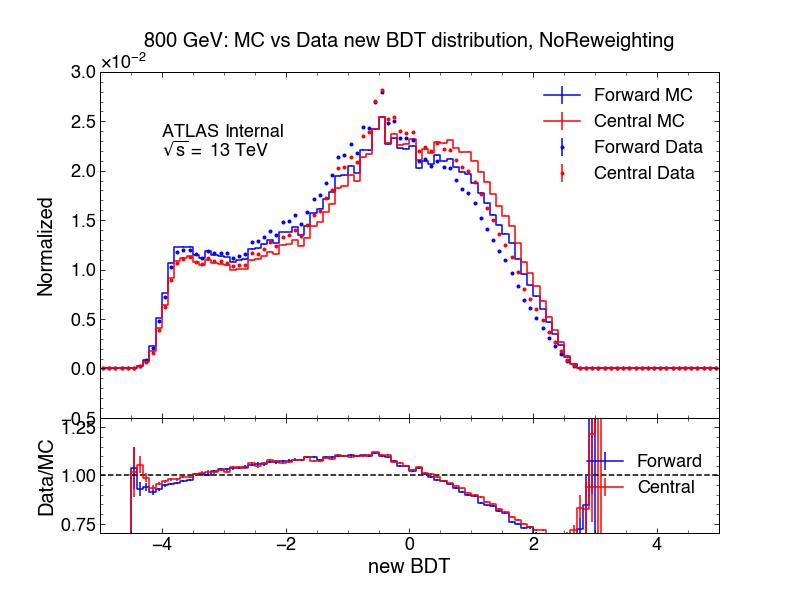 800 GeV: MC vs Data new BDT distribution, NoReweighting
×10⁻²
3.0
2.5
2.0
1.5
1.0
0.5
0.0
−0.5
Normalized
ATLAS Internal
√s = 13 TeV
Forward MC
Central MC
Forward Data
Central Data
1.25
1.00
0.75
Data/MC
Forward
Central
−4 −2 0 2 4
new BDT